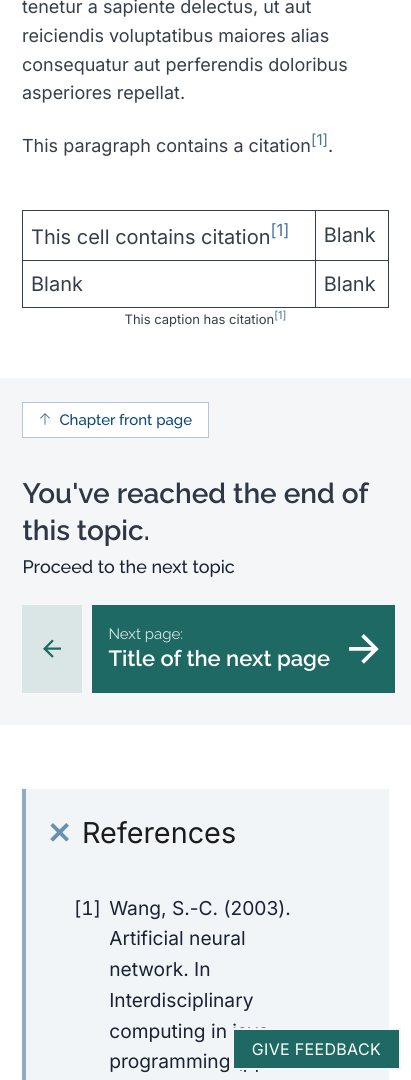 tenetur a sapiente delectus, ut aut
reiciendis voluptatibus maiores alias
consequatur aut perferendis doloribus
asperiores repellat.
This paragraph contains a citation[1].
This cell contains citation[1] Blank
Blank Blank
This caption has citation[1]
↑ Chapter front page
You've reached the end of
this topic.
Proceed to the next topic
←
Next page:
Title of the next page →
× References
[1] Wang, S.-C. (2003).
Artificial neural
network. In
Interdisciplinary
computing in
programming
GIVE FEEDBACK